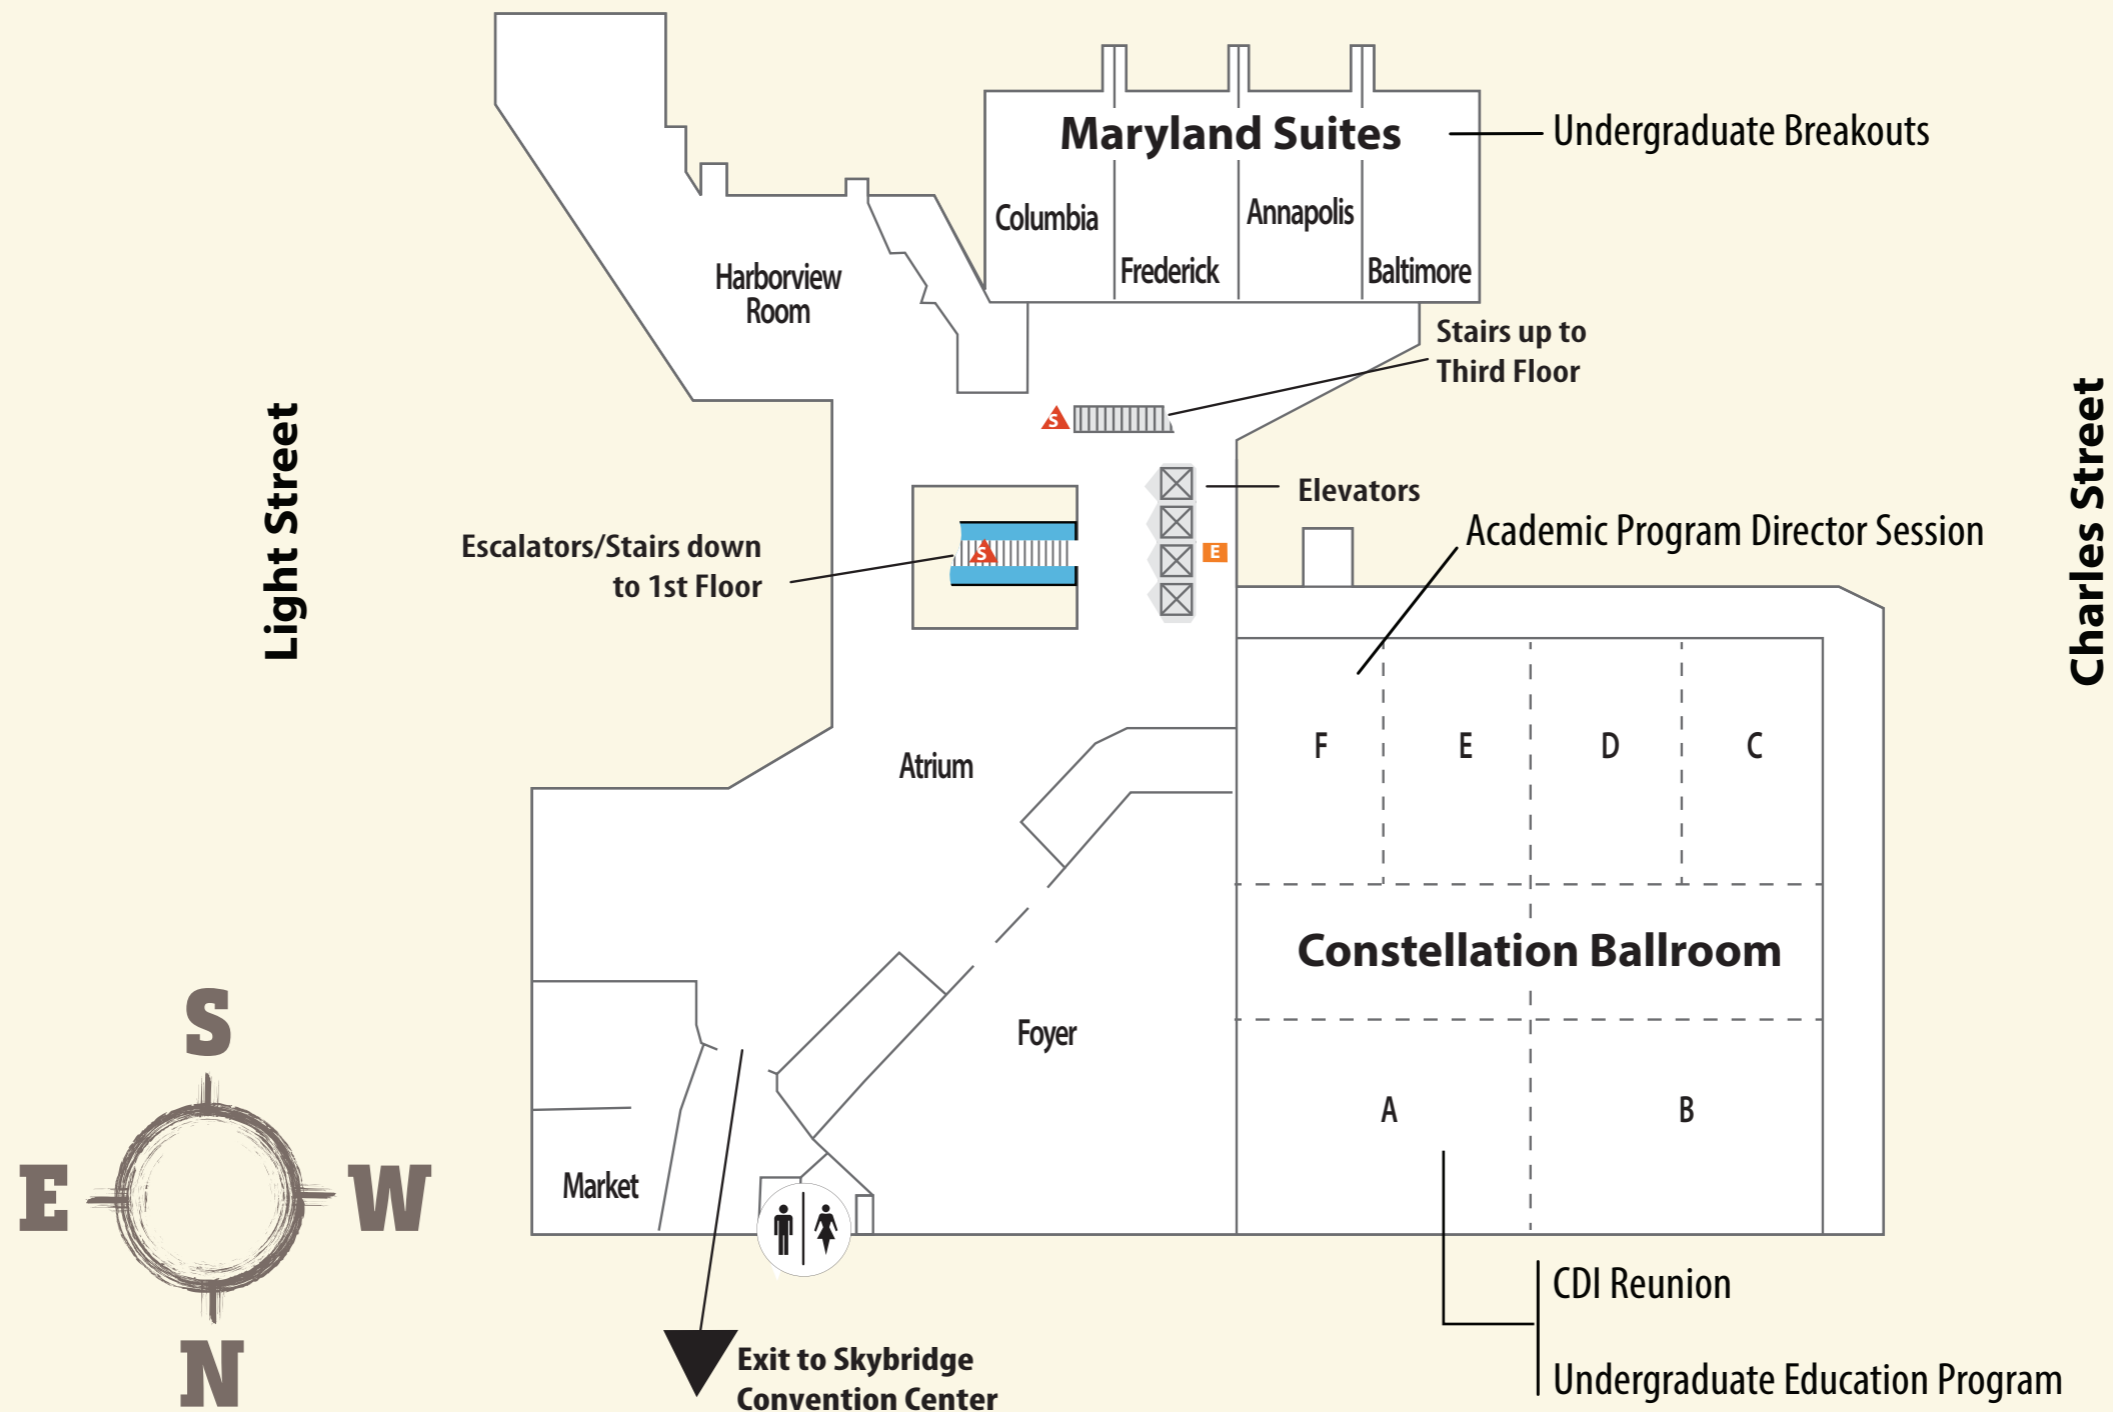 Maryland Suites
Undergraduate Breakouts
Columbia
Annapolis
Frederick
Baltimore
Harborview
Room
Stairs up to
Third Floor
S
Light Street
Charles Street
Elevators
E
Academic Program Director Session
Escalators/Stairs down
to 1st Floor
S
F
E
D
C
Atrium
Constellation Ballroom
Foyer
A
B
Market
S
E
W
N
CDI Reunion
Undergraduate Education Program
Exit to Skybridge
Convention Center